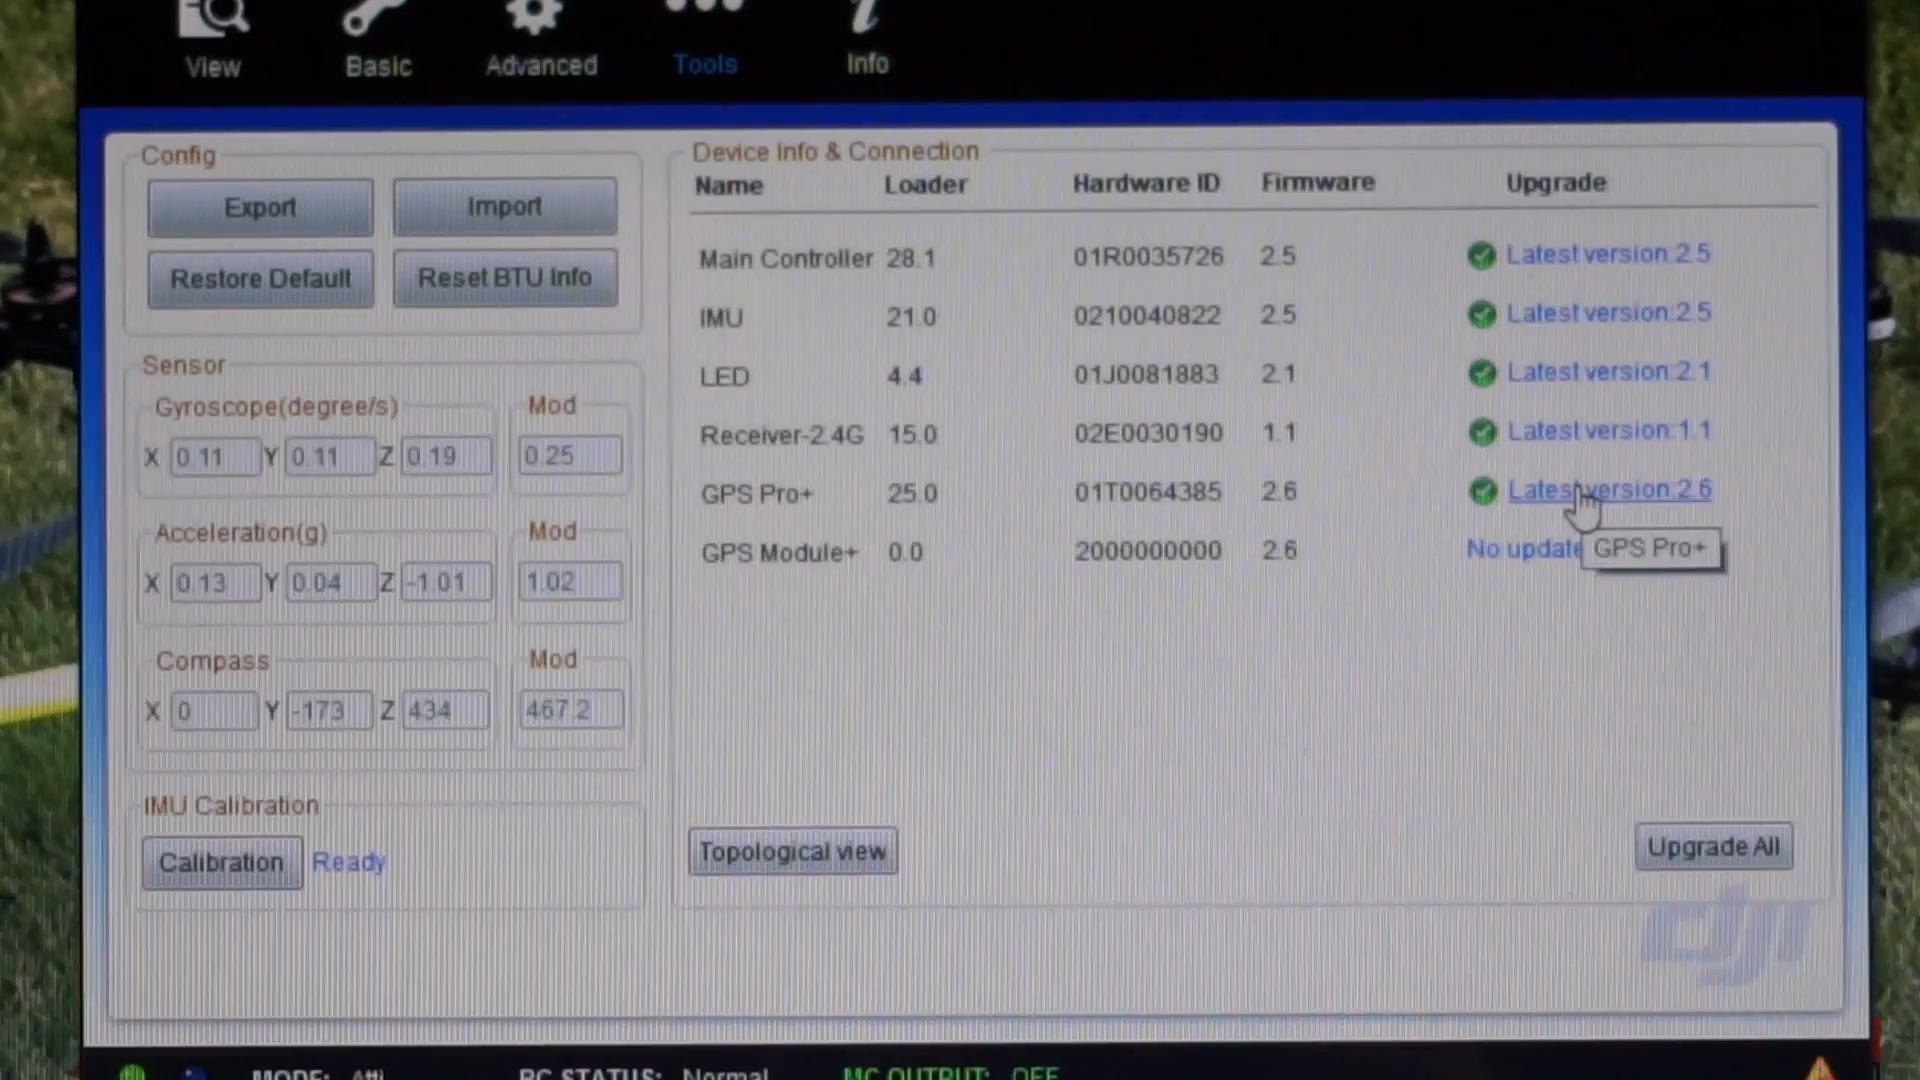 View Basic Advanced Tools Info
Config
Export Import
Restore Default Reset BTU Info
Sensor
Gyroscope(degree/s) Mod
X 0.11 Y 0.11 Z 0.19 0.25
Acceleration(g) Mod
X 0.13 Y 0.04 Z -1.01 1.02
Compass Mod
X 0 Y -173 Z 434 467.2
IMU Calibration
Calibration Ready
Device Info & Connection
Name Loader Hardware ID Firmware Upgrade
Main Controller 28.1 01R0035726 2.5 Latest version:2.5
IMU 21.0 0210040822 2.5 Latest version:2.5
LED 4.4 01J0081883 2.1 Latest version:2.1
Receiver-2.4G 15.0 02E0030190 1.1 Latest version:1.1
GPS Pro+ 25.0 01T0064385 2.6 Latest version:2.6
GPS Module+ 0.0 2000000000 2.6 No update GPS Pro+
Topological view Upgrade All
dji
MODE: Atti RC STATUS: Normal MC OUTPUT: OFF